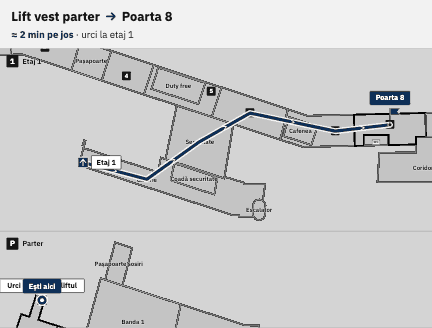 Lift vest parter → Poarta 8
≈ 2 min pe jos · urci la etaj 1
1 Etaj 1
Pașapoarte
4
Duty free
5
Poarta 8
Cafenea
Securitate
Coridor
Etaj 1
Coadă securitate
Escalator
P Parter
Pașapoarte sosiri
Urci
Ești aici
liftul
Banda 1